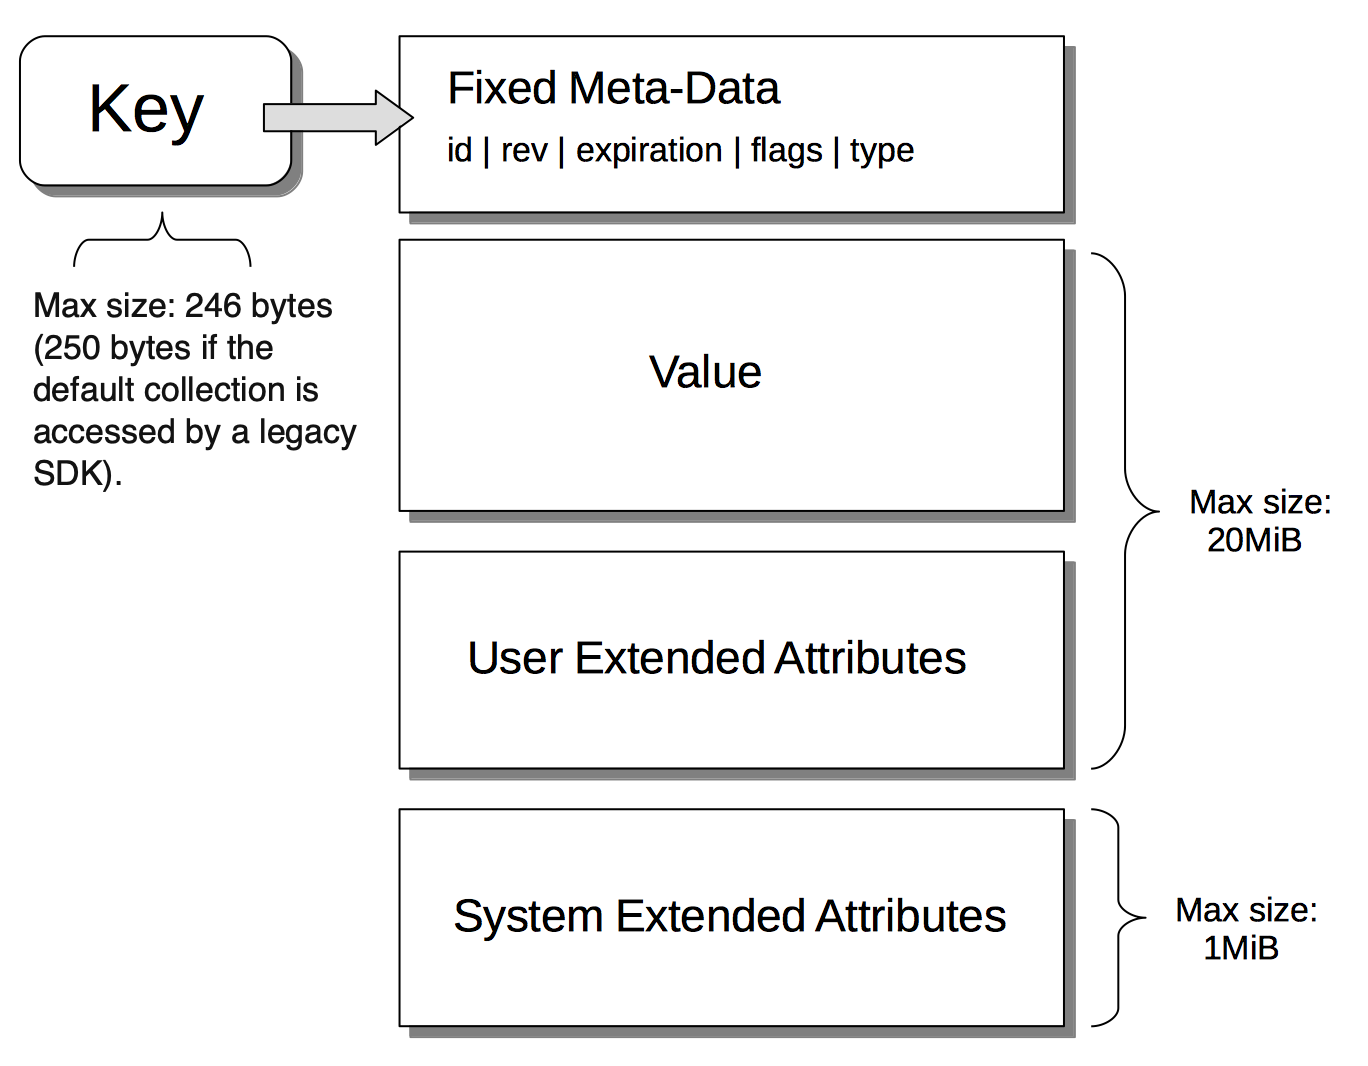 Key
Fixed Meta-Data
id | rev | expiration | flags | type
Max size: 246 bytes
(250 bytes if the
default collection is
accessed by a legacy
SDK).
Value
User Extended Attributes
Max size:
20MiB
System Extended Attributes
Max size:
1MiB